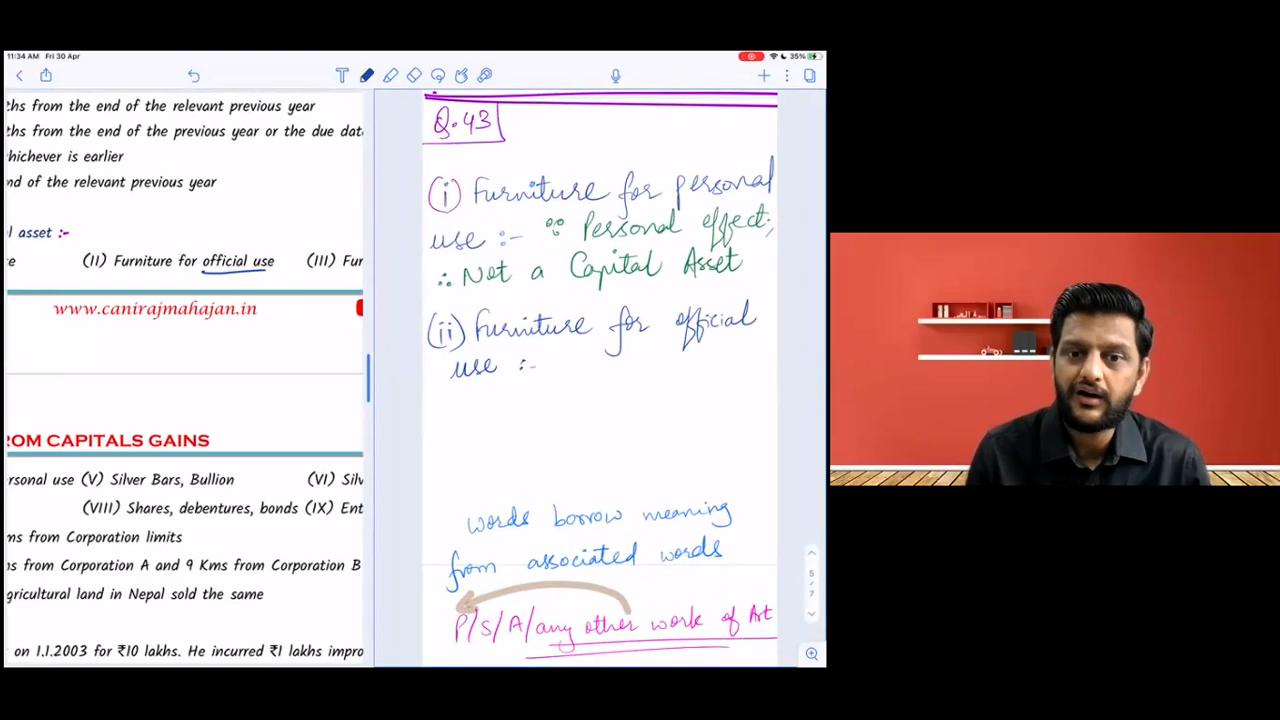 11:34 AM Fri 30 Apr
35%
ths from the end of the relevant previous year
ths from the end of the previous year or the due dat
hichever is earlier
nd of the relevant previous year
al asset :-
e (II) Furniture for official use (III) Fur
www.canirajmahajan.in
ROM CAPITALS GAINS
rsonal use (V) Silver Bars, Bullion (VI) Silv
(VIII) Shares, debentures, bonds (IX) Ent
ms from Corporation limits
ns from Corporation A and 9 Kms from Corporation B
gricultural land in Nepal sold the same
on 1.1.2003 for ₹10 lakhs. He incurred ₹1 lakhs impro
Q.43
(i) Furniture for personal
use :- ∵ Personal effect;
∴ Not a Capital Asset
(ii) Furniture for official
use :-
words borrow meaning
from associated words
P/S/A/any other work of Art
5
7